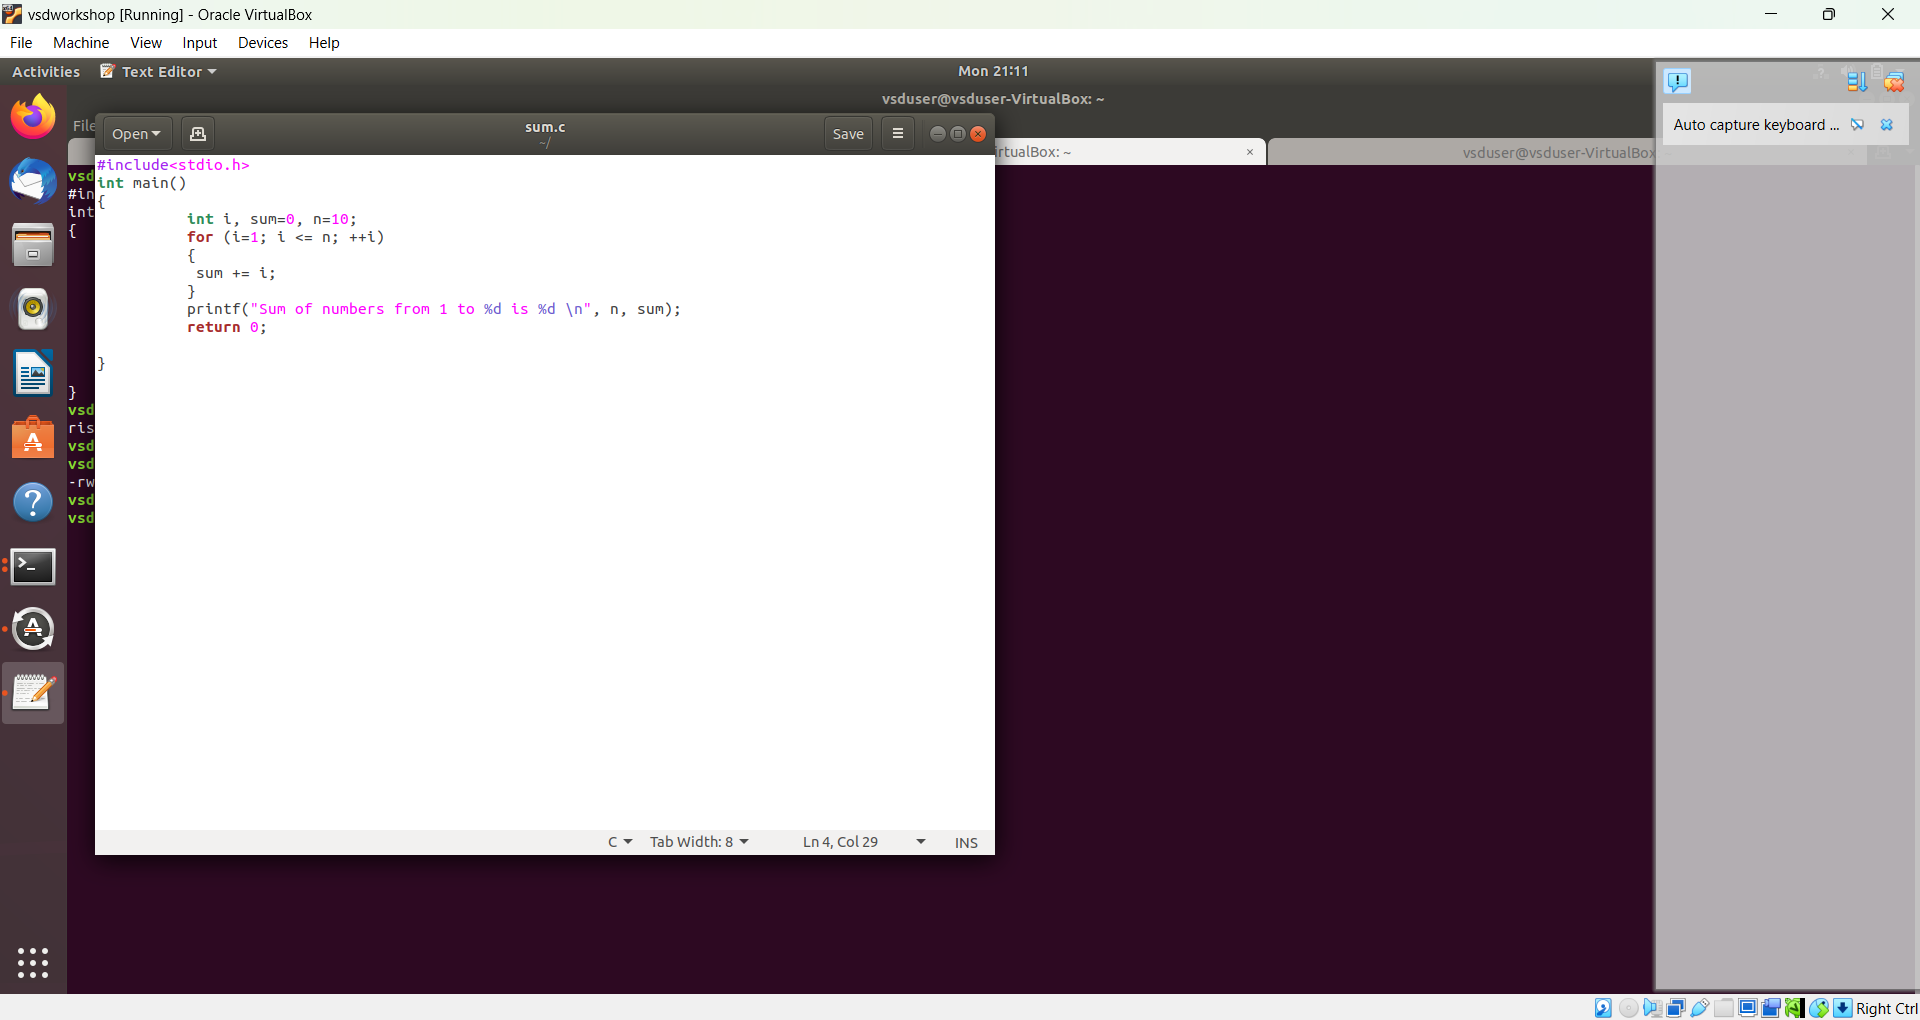 vsdworkshop [Running] - Oracle VirtualBox
File Machine View Input Devices Help
Activities Text Editor Mon 21:11
vsduser@vsduser-VirtualBox: ~
File
Open sum.c Save
~/
irtualBox: ~ × vsduser@vsduser-VirtualBox
Auto capture keyboard ...
#include<stdio.h>
int main()
{
int i, sum=0, n=10;
for (i=1; i <= n; ++i)
{
sum += i;
}
printf("Sum of numbers from 1 to %d is %d \n", n, sum);
return 0;
}
vsd
#in
int
{
}
vsd
ris
vsd
vsd
-rw
vsd
vsd
C Tab Width: 8 Ln 4, Col 29 INS
Right Ctrl